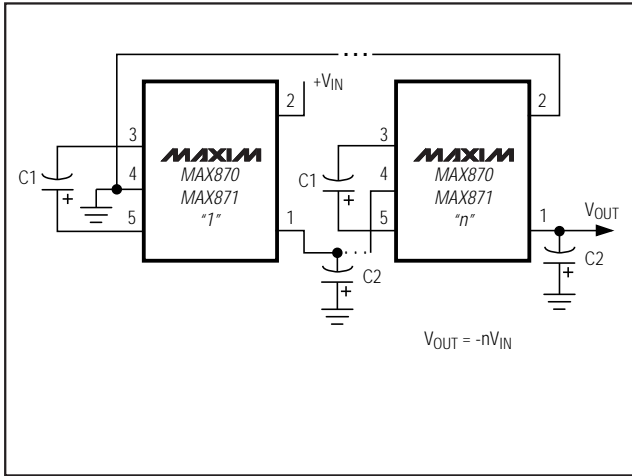 +VIN
2
3
MAXIM
MAX870
MAX871
"1"
C1
+
4
5
1
C2
+
2
3
MAXIM
MAX870
MAX871
"n"
C1
+
4
5
1
VOUT
C2
+
VOUT = -nVIN